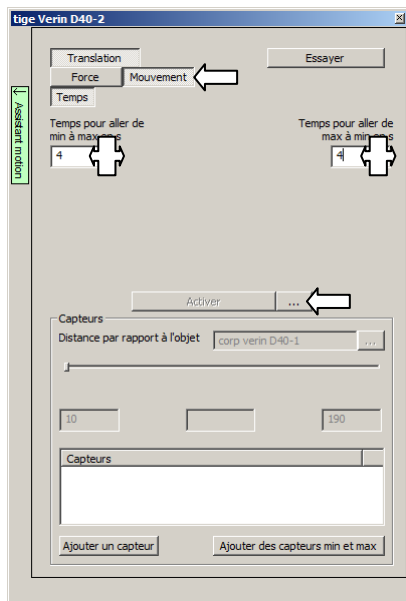 tige Verin D40-2
Translation
Essayer
Force
Mouvement
Temps
Assistant motion
Temps pour aller de
min à max en s
Temps pour aller de
max à min en s
4
4
Activer
...
Capteurs
Distance par rapport à l'objet
corp verin D40-1
...
10
190
Capteurs
Ajouter un capteur
Ajouter des capteurs min et max